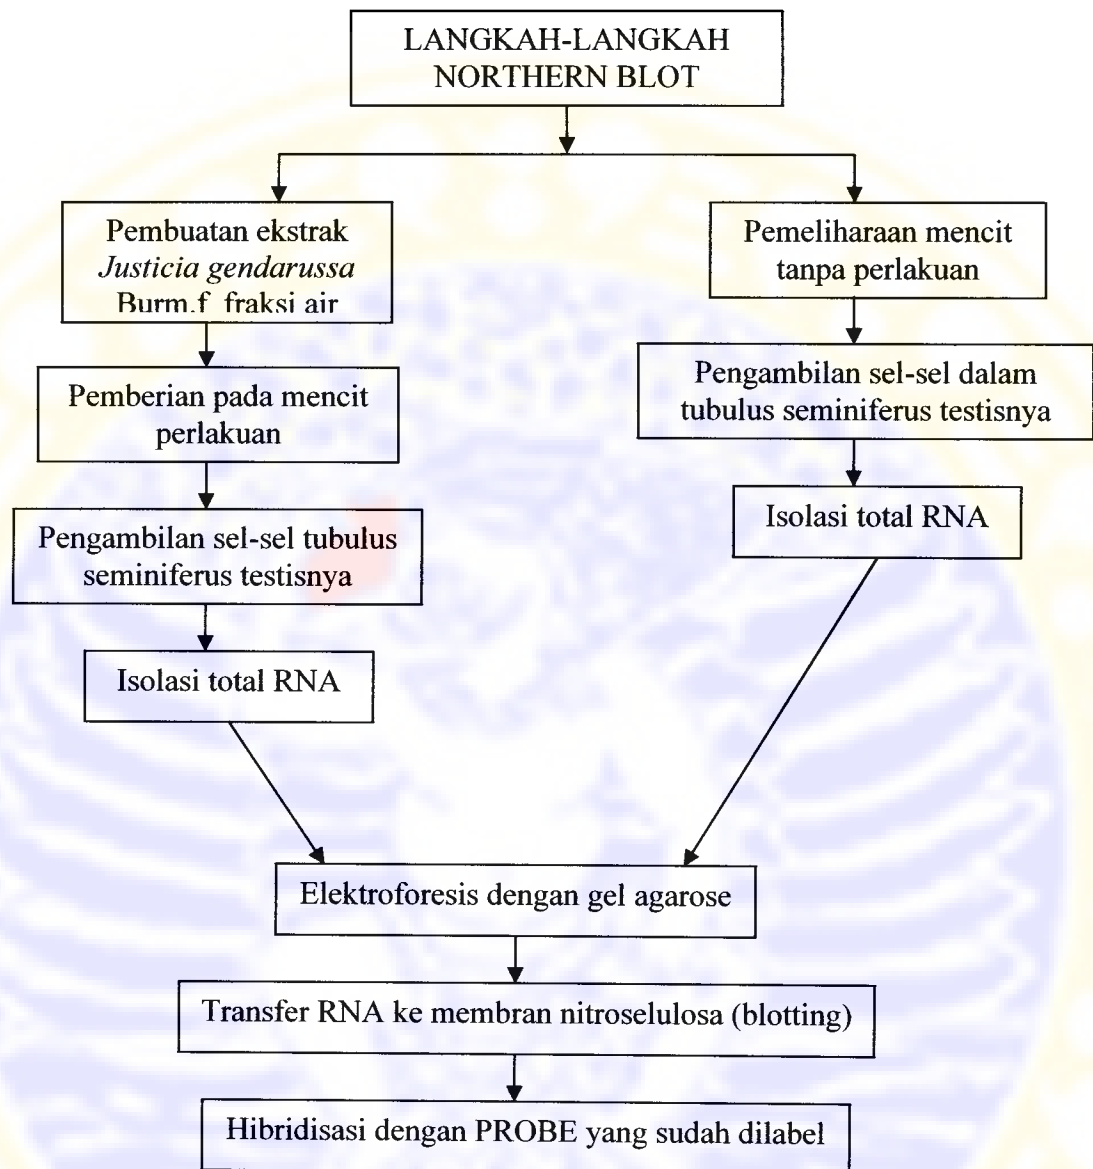 LANGKAH-LANGKAH
NORTHERN BLOT
Pembuatan ekstrak
Justicia gendarussa
Burm.f fraksi air
Pemberian pada mencit
perlakuan
Pengambilan sel-sel tubulus
seminiferus testisnya
Isolasi total RNA
Pemeliharaan mencit
tanpa perlakuan
Pengambilan sel-sel dalam
tubulus seminiferus testisnya
Isolasi total RNA
Elektroforesis dengan gel agarose
Transfer RNA ke membran nitroselulosa (blotting)
Hibridisasi dengan PROBE yang sudah dilabel